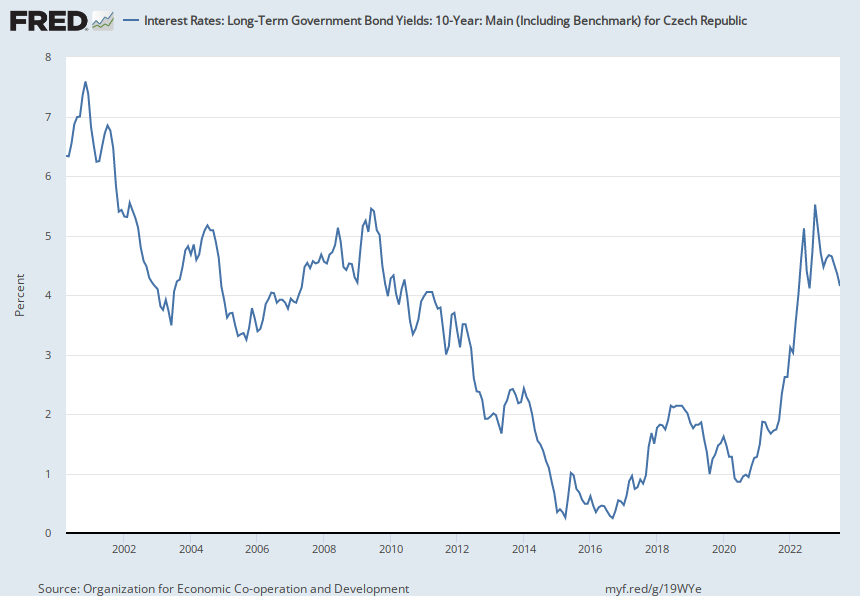 FRED
Interest Rates: Long-Term Government Bond Yields: 10-Year: Main (Including Benchmark) for Czech Republic
8
7
6
5
4
3
2
1
0
Percent
2002 2004 2006 2008 2010 2012 2014 2016 2018 2020 2022
Source: Organization for Economic Co-operation and Development
myf.red/g/19WYe